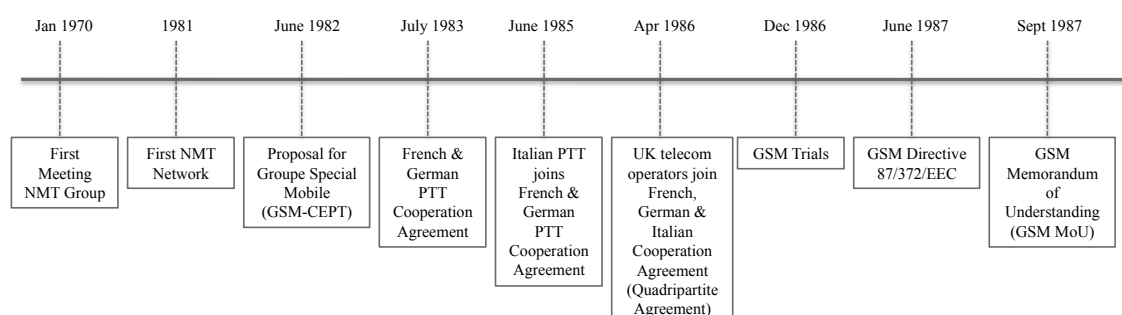 Jan 1970
1981
June 1982
July 1983
June 1985
Apr 1986
Dec 1986
June 1987
Sept 1987
First
Meeting
NMT Group
First NMT
Network
Proposal for
Groupe Special
Mobile
(GSM-CEPT)
French &
German
PTT
Cooperation
Agreement
Italian PTT
joins
French &
German
PTT
Cooperation
Agreement
UK telecom
operators join
French,
German &
Italian
Cooperation
Agreement
(Quadripartite
Agreement)
GSM Trials
GSM Directive
87/372/EEC
GSM
Memorandum
of
Understanding
(GSM MoU)